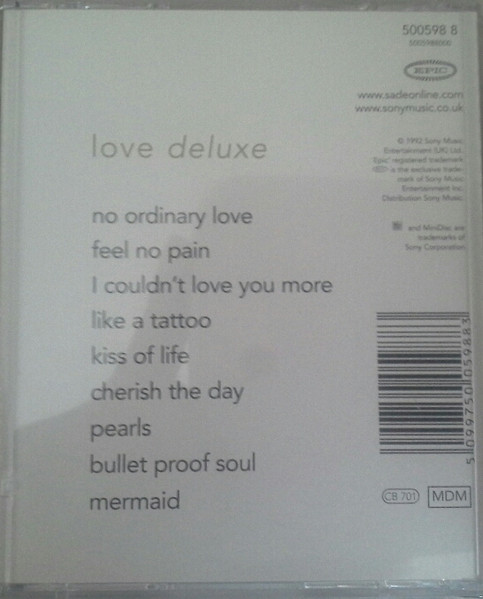 500598 8
5005988000
EPIC
www.sadeonline.com
www.sonymusic.co.uk
love deluxe
© 1992 Sony Music
Entertainment (UK) Ltd.
Epic' registered trademark
is the exclusive trade-
mark of Sony Music
Entertainment Inc.
Distribution Sony Music
and MiniDisc are
trademarks of
Sony Corporation
no ordinary love
feel no pain
I couldn't love you more
like a tattoo
kiss of life
cherish the day
pearls
bullet proof soul
mermaid
5 099750 059883
CB 701
MDM